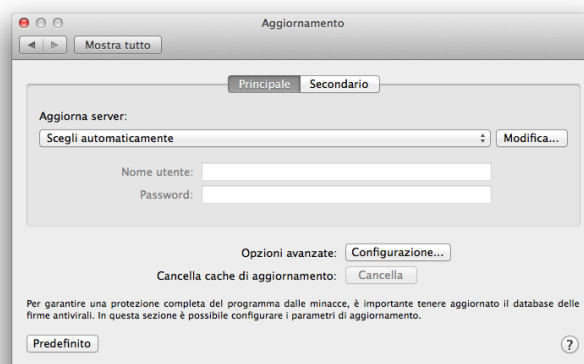 Aggiornamento
Mostra tutto
Principale Secondario
Aggiorna server:
Scegli automaticamente Modifica...
Nome utente:
Password:
Opzioni avanzate: Configurazione...
Cancella cache di aggiornamento: Cancella
Per garantire una protezione completa del programma dalle minacce, è importante tenere aggiornato il database delle
firme antivirali. In questa sezione è possibile configurare i parametri di aggiornamento.
Predefinito ?